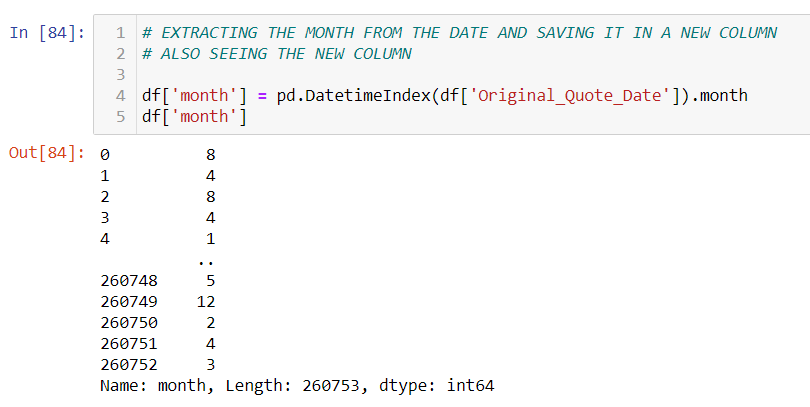 In [84]:
1 # EXTRACTING THE MONTH FROM THE DATE AND SAVING IT IN A NEW COLUMN
2 # ALSO SEEING THE NEW COLUMN
3
4 df['month'] = pd.DatetimeIndex(df['Original_Quote_Date']).month
5 df['month']
Out[84]:
0 8
1 4
2 8
3 4
4 1
..
260748 5
260749 12
260750 2
260751 4
260752 3
Name: month, Length: 260753, dtype: int64